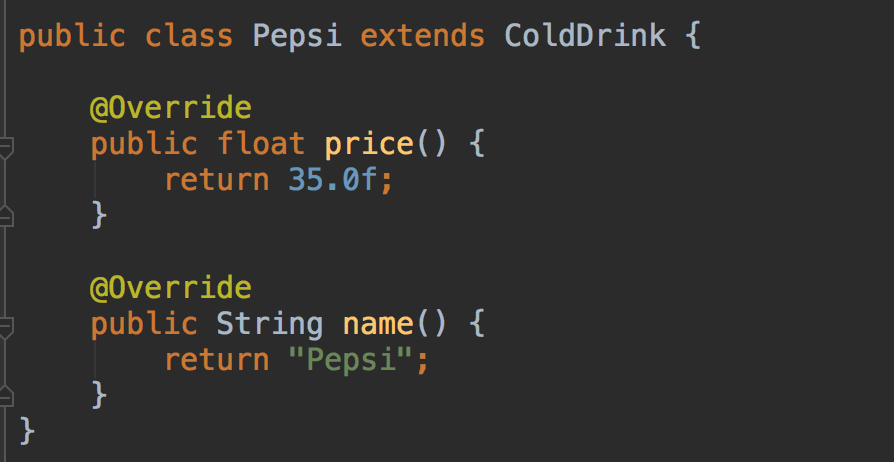 public class Pepsi extends ColdDrink {
@Override
public float price() {
return 35.0f;
}
@Override
public String name() {
return "Pepsi";
}
}